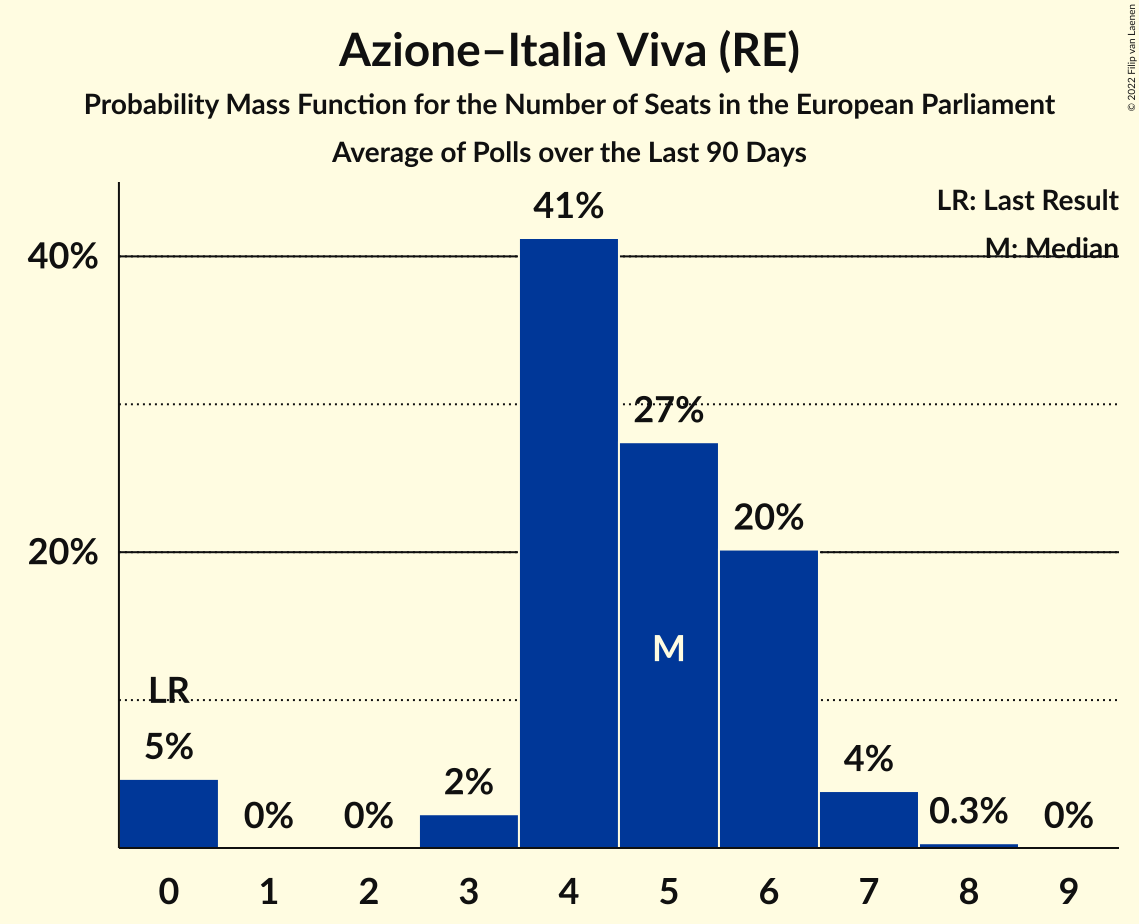 © 2022 Filip van Laenen
Azione–Italia Viva (RE)
Probability Mass Function for the Number of Seats in the European Parliament
Average of Polls over the Last 90 Days
LR: Last Result
M: Median
40%
20%
41%
27%
20%
M
LR
5%
0%
0%
2%
4%
0.3%
0%
0 1 2 3 4 5 6 7 8 9